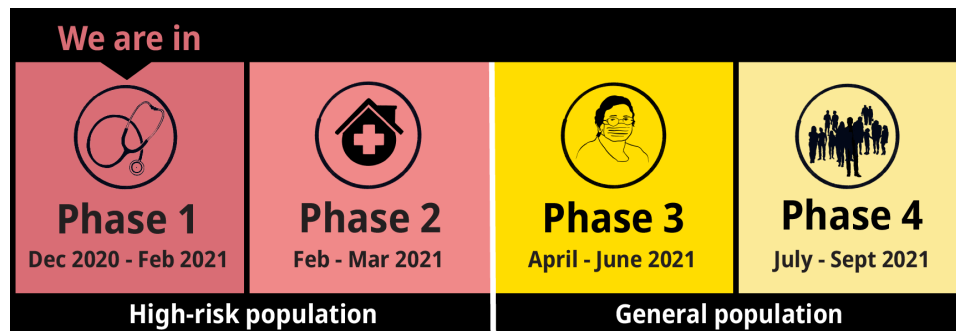 We are in
Phase 1
Dec 2020 - Feb 2021
Phase 2
Feb - Mar 2021
Phase 3
April - June 2021
Phase 4
July - Sept 2021
High-risk population
General population